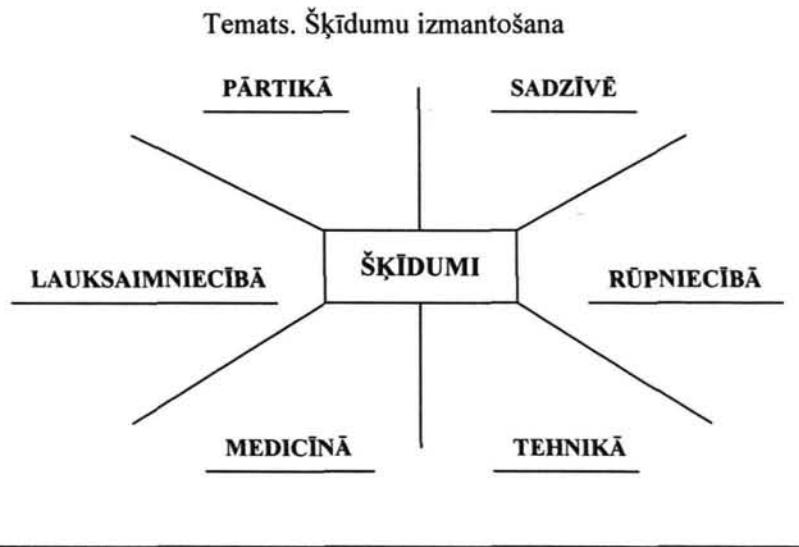 Temats. Šķīdumu izmantošana
PĀRTIKĀ
SADZĪVĒ
LAUKSAIMNIECĪBĀ
ŠĶĪDUMI
RŪPNIECĪBĀ
MEDICĪNĀ
TEHNIKĀ